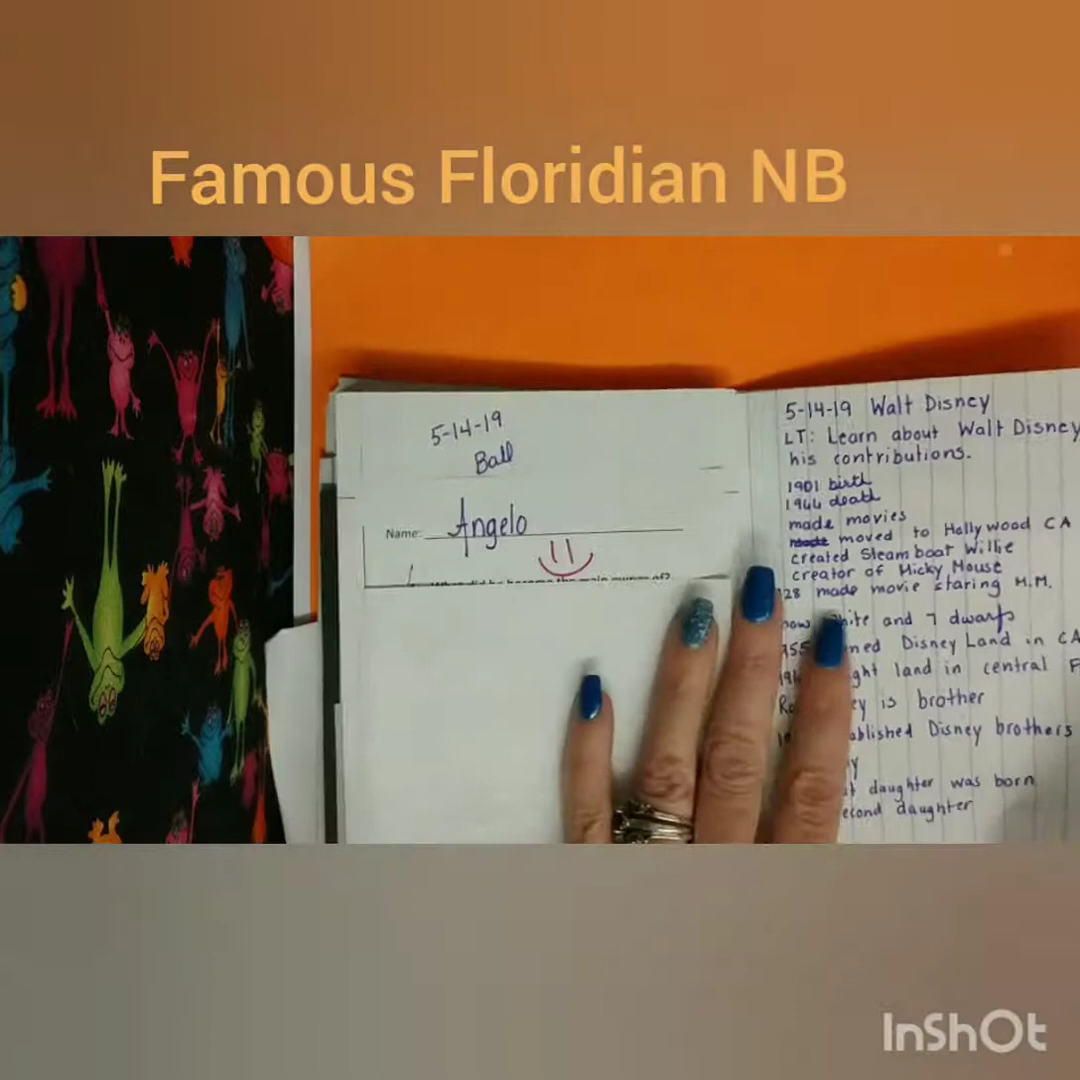 Famous Floridian NB
5-14-19
Ball
Name: Angelo
5-14-19 Walt Disney
LT: Learn about Walt Disney
his contributions.
1901 birth
1966 death
made movies
made moved to Hollywood CA
created Steamboat Willie
creator of Micky Mouse
28 made movie staring M.M.
and 7 dwarfs
Disney Land in CA
land in central F
is brother
Disney brothers
daughter was born
daughter
InShOt